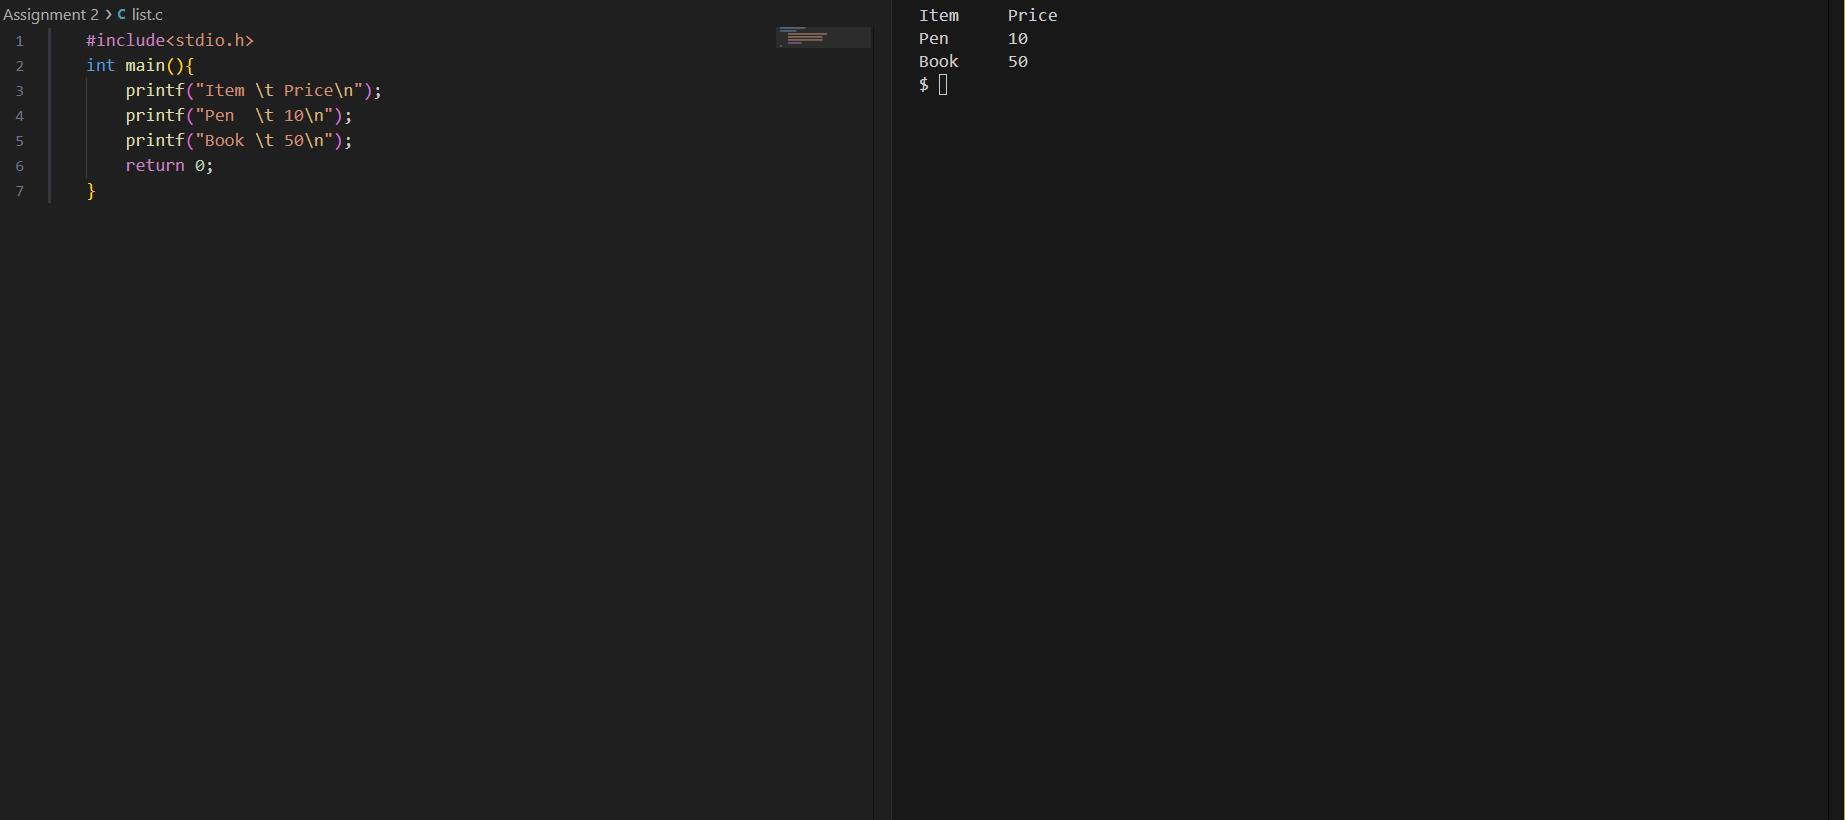 Assignment 2 > C list.c
1 #include<stdio.h>
2 int main(){
3 printf("Item \t Price\n");
4 printf("Pen  \t 10\n");
5 printf("Book \t 50\n");
6 return 0;
7 }
Item     Price
Pen      10
Book     50
$